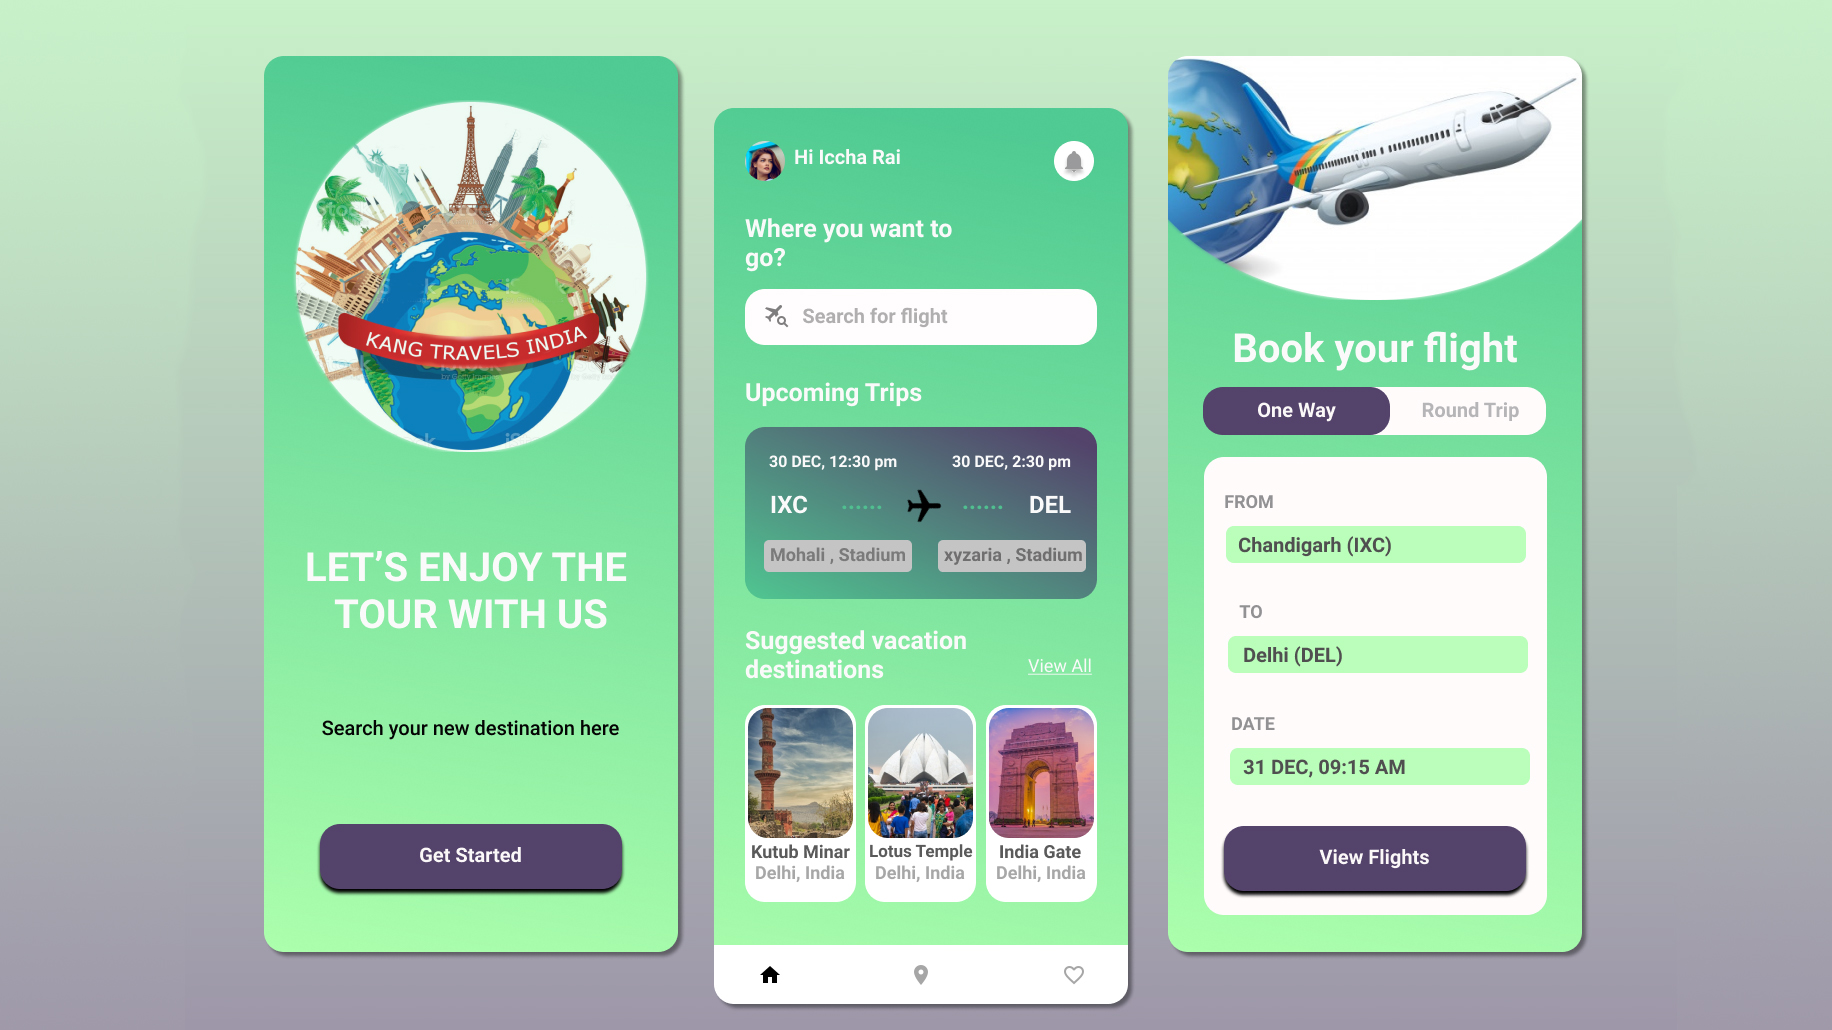 KANG TRAVELS INDIA
LET’S ENJOY THE
TOUR WITH US
Search your new destination here
Get Started
Hi Iccha Rai
Where you want to
go?
Search for flight
Upcoming Trips
30 DEC, 12:30 pm
30 DEC, 2:30 pm
IXC
DEL
Mohali , Stadium
xyzaria , Stadium
Suggested vacation
destinations
View All
Kutub Minar
Delhi, India
Lotus Temple
Delhi, India
India Gate
Delhi, India
Book your flight
One Way
Round Trip
FROM
Chandigarh (IXC)
TO
Delhi (DEL)
DATE
31 DEC, 09:15 AM
View Flights